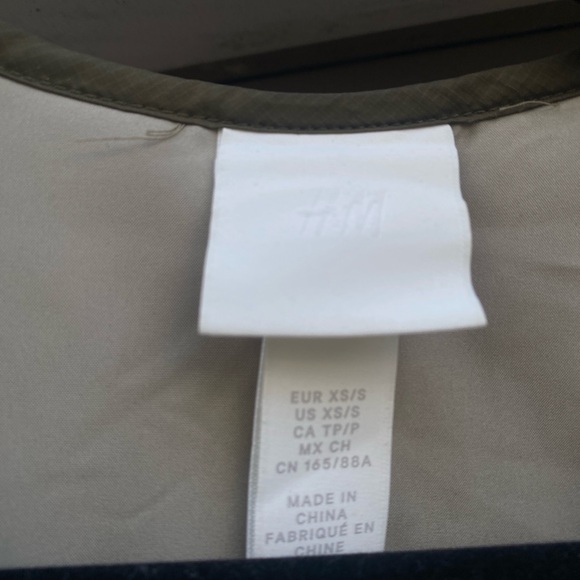 H&M
EUR XS/S
US XS/S
CA TP/P
MX CH
CN 165/88A
MADE IN
CHINA
FABRIQUÉ EN
CHINE